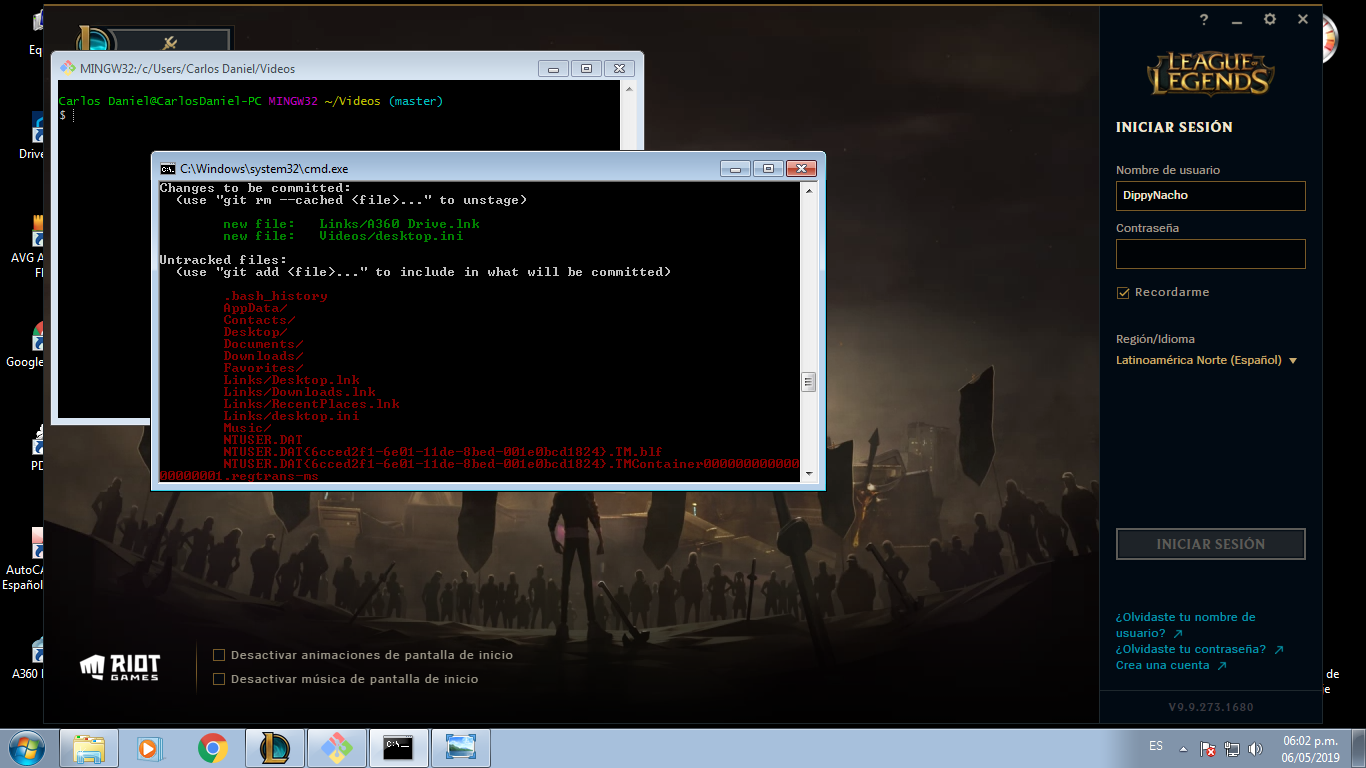 Eq
Drive
AVG A
FI
Google
PD
AutoCA
Español
A360
MINGW32:/c/Users/Carlos Daniel/Videos
Carlos Daniel@CarlosDaniel-PC MINGW32 ~/Videos (master)
$
C:\Windows\system32\cmd.exe
Changes to be committed:
(use "git rm --cached <file>..." to unstage)
new file: Links/A360 Drive.lnk
new file: Videos/desktop.ini
Untracked files:
(use "git add <file>..." to include in what will be committed)
.bash_history
AppData/
Contacts/
Desktop/
Documents/
Downloads/
Favorites/
Links/Desktop.lnk
Links/Downloads.lnk
Links/RecentPlaces.lnk
Links/desktop.ini
Music/
NTUSER.DAT
NTUSER.DAT{6cced2f1-6e01-11de-8bed-001e0bcd1824}.TM.blf
NTUSER.DAT{6cced2f1-6e01-11de-8bed-001e0bcd1824}.TMContainer000000000000
00000001.regtrans-ms
?
LEAGUE OF
LEGENDS
INICIAR SESIÓN
Nombre de usuario
DippyNacho
Contraseña
Recordarme
Región/Idioma
Latinoamérica Norte (Español)
INICIAR SESIÓN
¿Olvidaste tu nombre de
usuario?
¿Olvidaste tu contraseña?
Crea una cuenta
V9.9.273.1680
RIOT
GAMES
Desactivar animaciones de pantalla de inicio
Desactivar música de pantalla de inicio
de
ES
06:02 p.m.
06/05/2019